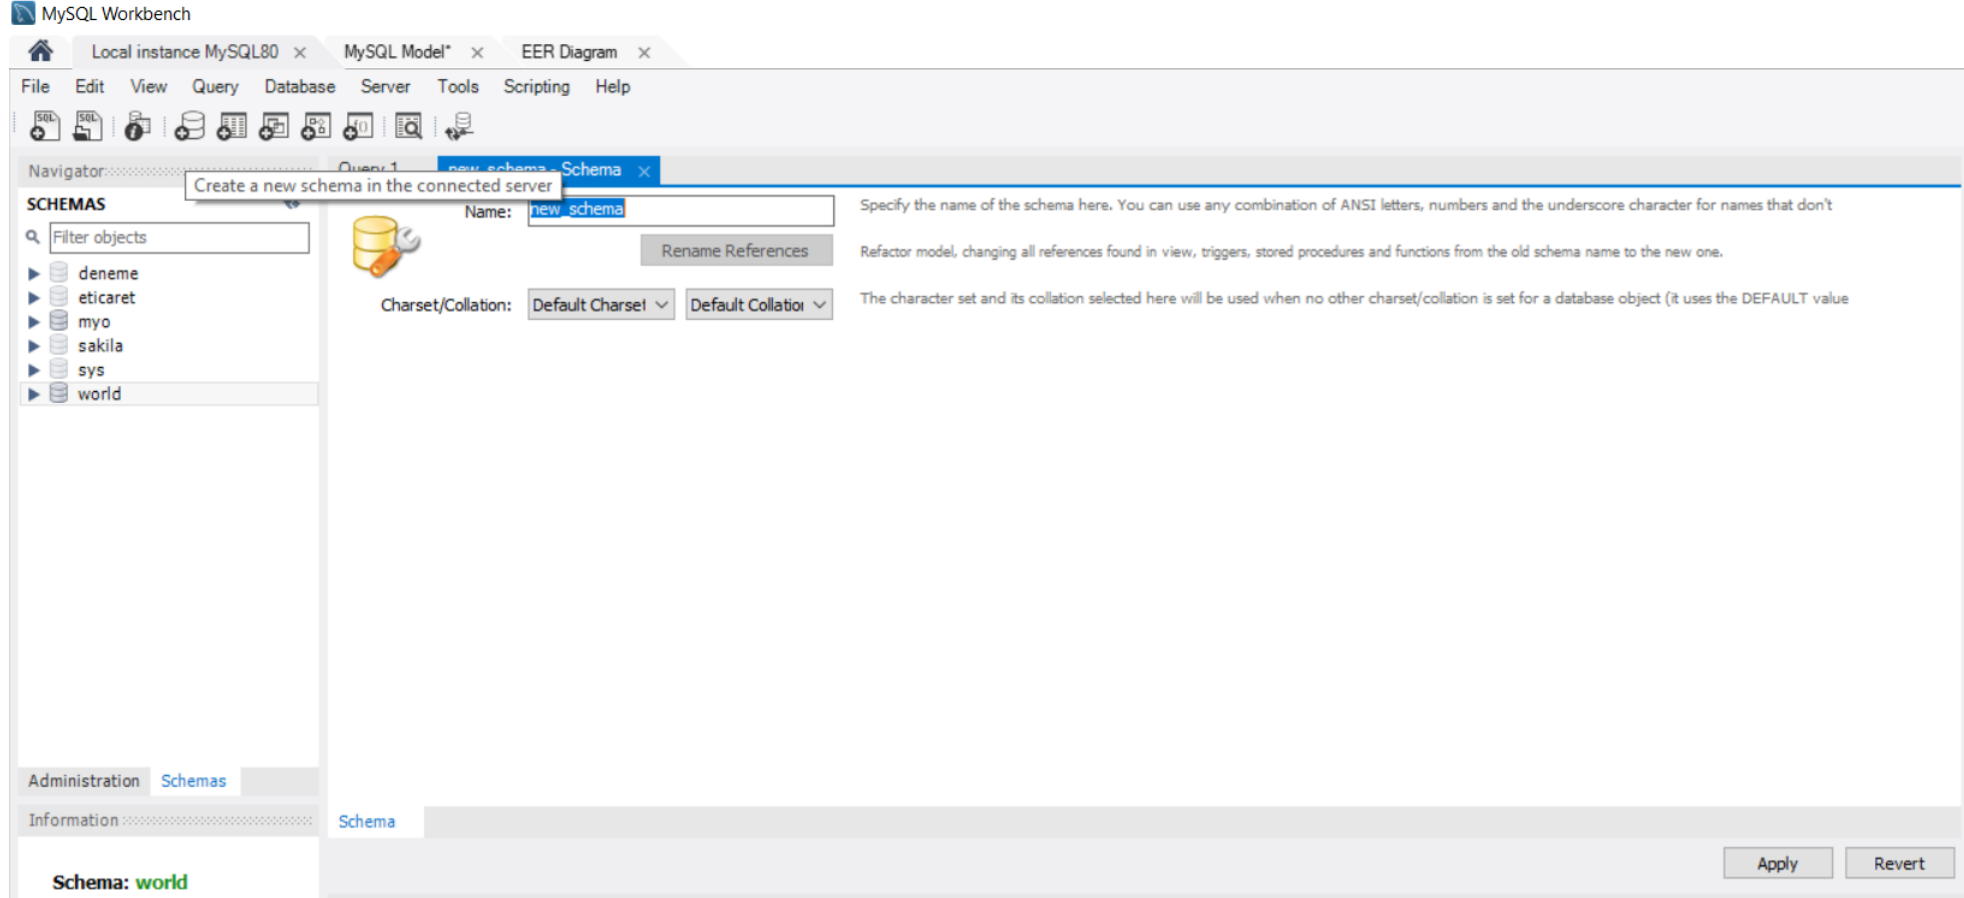 MySQL Workbench
Local instance MySQL80 MySQL Model* EER Diagram
File Edit View Query Database Server Tools Scripting Help
SQL SQL
Navigator Query 1 new_schema - Schema
Create a new schema in the connected server
SCHEMAS
Name: new_schema Specify the name of the schema here. You can use any combination of ANSI letters, numbers and the underscore character for names that don't
Filter objects
Rename References Refactor model, changing all references found in view, triggers, stored procedures and functions from the old schema name to the new one.
deneme
eticaret
Charset/Collation: Default Charset Default Collation The character set and its collation selected here will be used when no other charset/collation is set for a database object (it uses the DEFAULT value
myo
sakila
sys
world
Administration Schemas
Information Schema
Apply Revert
Schema: world